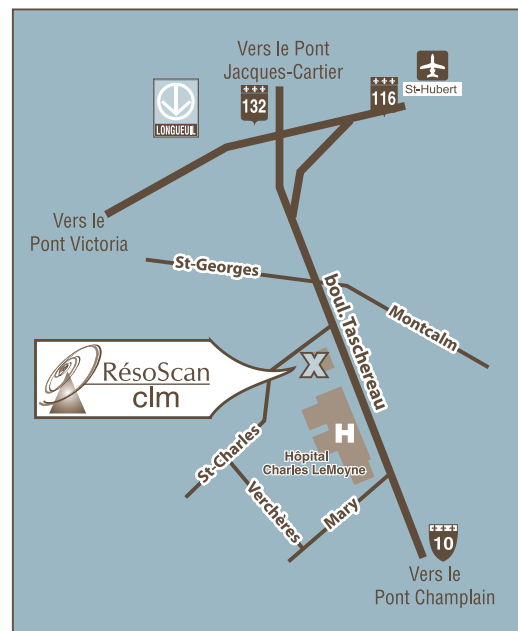 Vers le Pont
Jacques-Cartier
132
116
St-Hubert
LONGUEUIL
Vers le
Pont Victoria
St-Georges
boul. Taschereau
Montcalm
RésoScan
clm
X
H
Hôpital
Charles LeMoyne
St-Charles
Verchères
Mary
10
Vers le
Pont Champlain